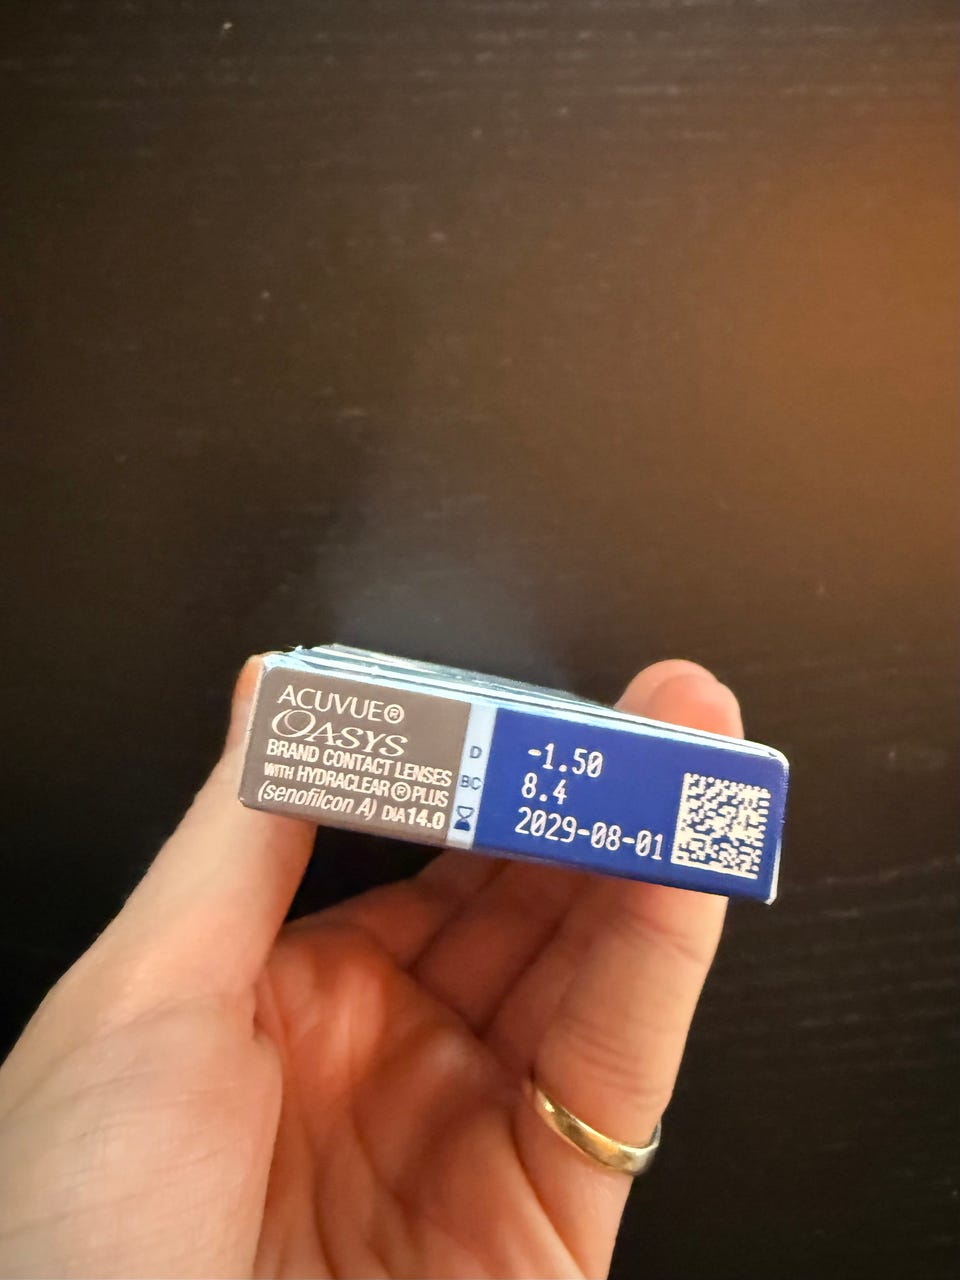 ACUVUE®
OASYS
BRAND CONTACT LENSES
WITH HYDRACLEAR® PLUS
(senofilcon A) DIA14.0
D -1.50
BC 8.4
2029-08-01